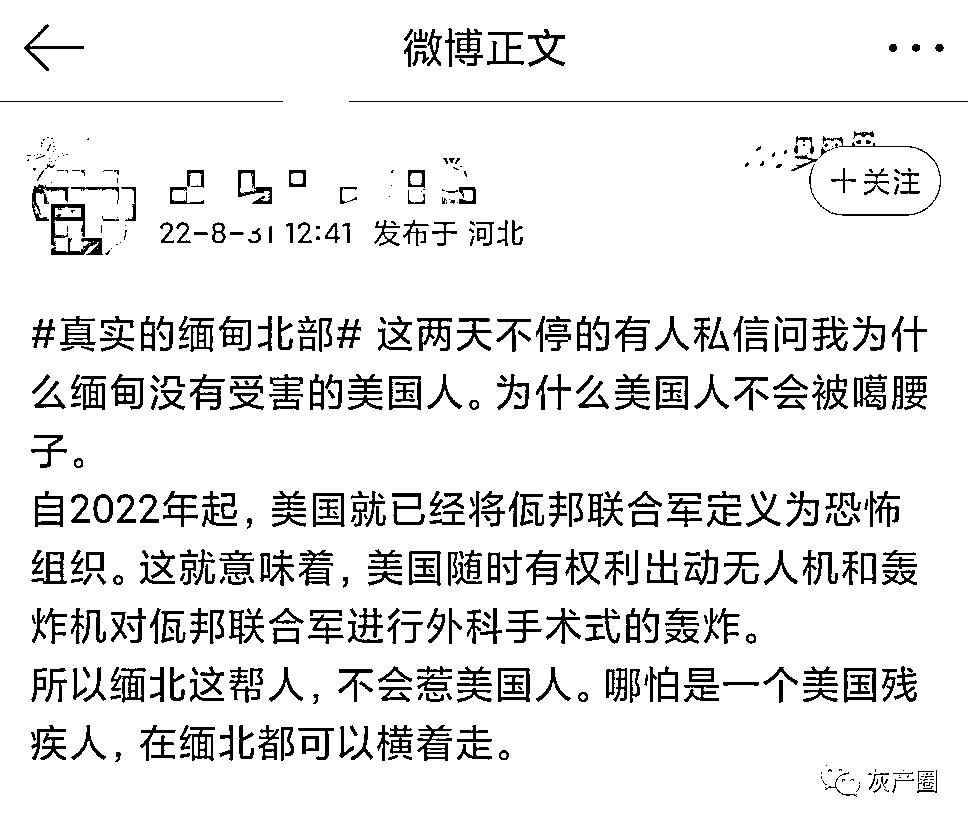 微博正文
+关注
22-8-31 12:41 发布于 河北
#真实的缅甸北部# 这两天不停的有人私信问我为什
么缅甸没有受害的美国人。为什么美国人不会被噶腰
子。
自2022年起，美国就已经将佤邦联合军定义为恐怖
组织。这就意味着，美国随时有权利出动无人机和轰
炸机对佤邦联合军进行外科手术式的轰炸。
所以缅北这帮人，不会惹美国人。哪怕是一个美国残
疾人，在缅北都可以横着走。
灰产圈